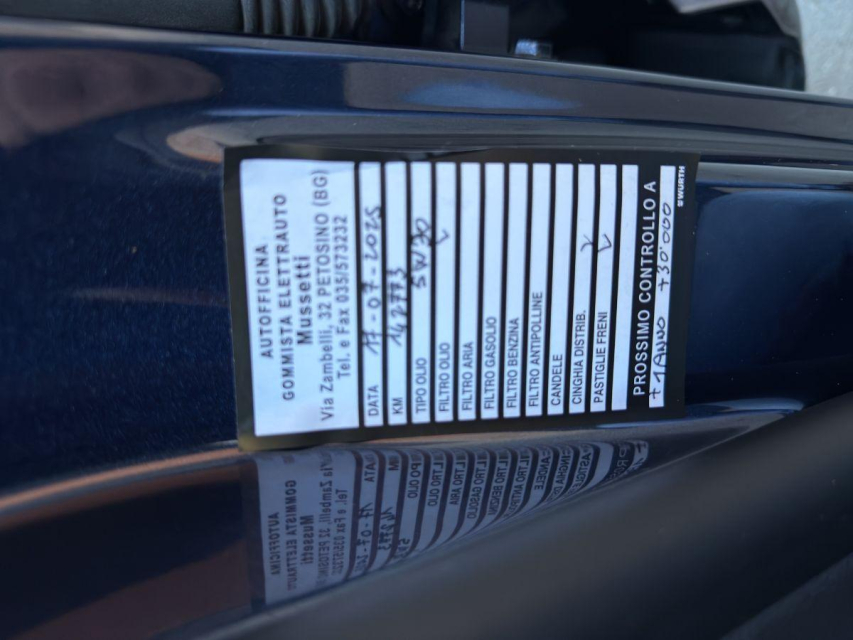 AUTOFFICINA
GOMMISTA ELETTRAUTO
Mussetti
Via Zambelli, 32 PETOSINO (BG)
Tel. e Fax 035/573232
DATA 17-07-2025
KM 142773
TIPO OLIO 5W30
FILTRO OLIO ✓
FILTRO ARIA
FILTRO GASOLIO
FILTRO BENZINA
FILTRO ANTIPOLLINE
CANDELE
CINGHIA DISTRIB.
PASTIGLIE FRENI ✓
PROSSIMO CONTROLLO A
+ 1 ANNO +30'000
WÜRTH